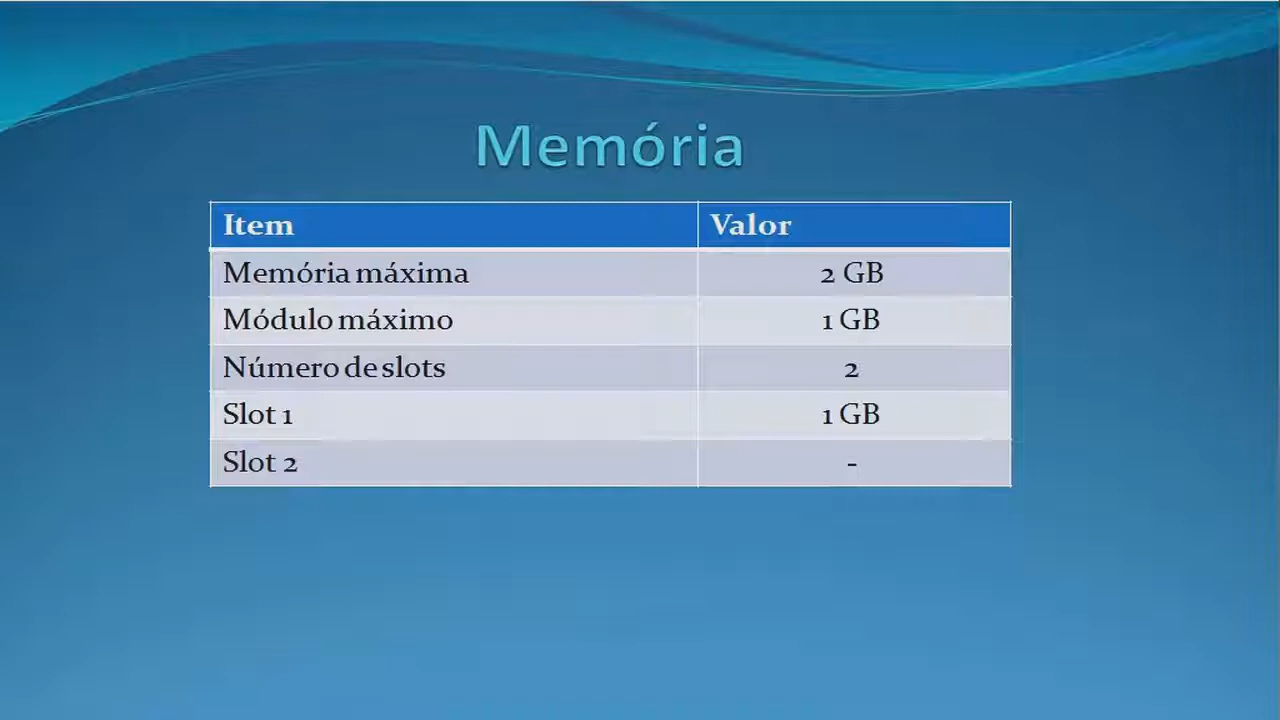 Memória
Item Valor
Memória máxima 2 GB
Módulo máximo 1 GB
Número de slots 2
Slot 1 1 GB
Slot 2 -